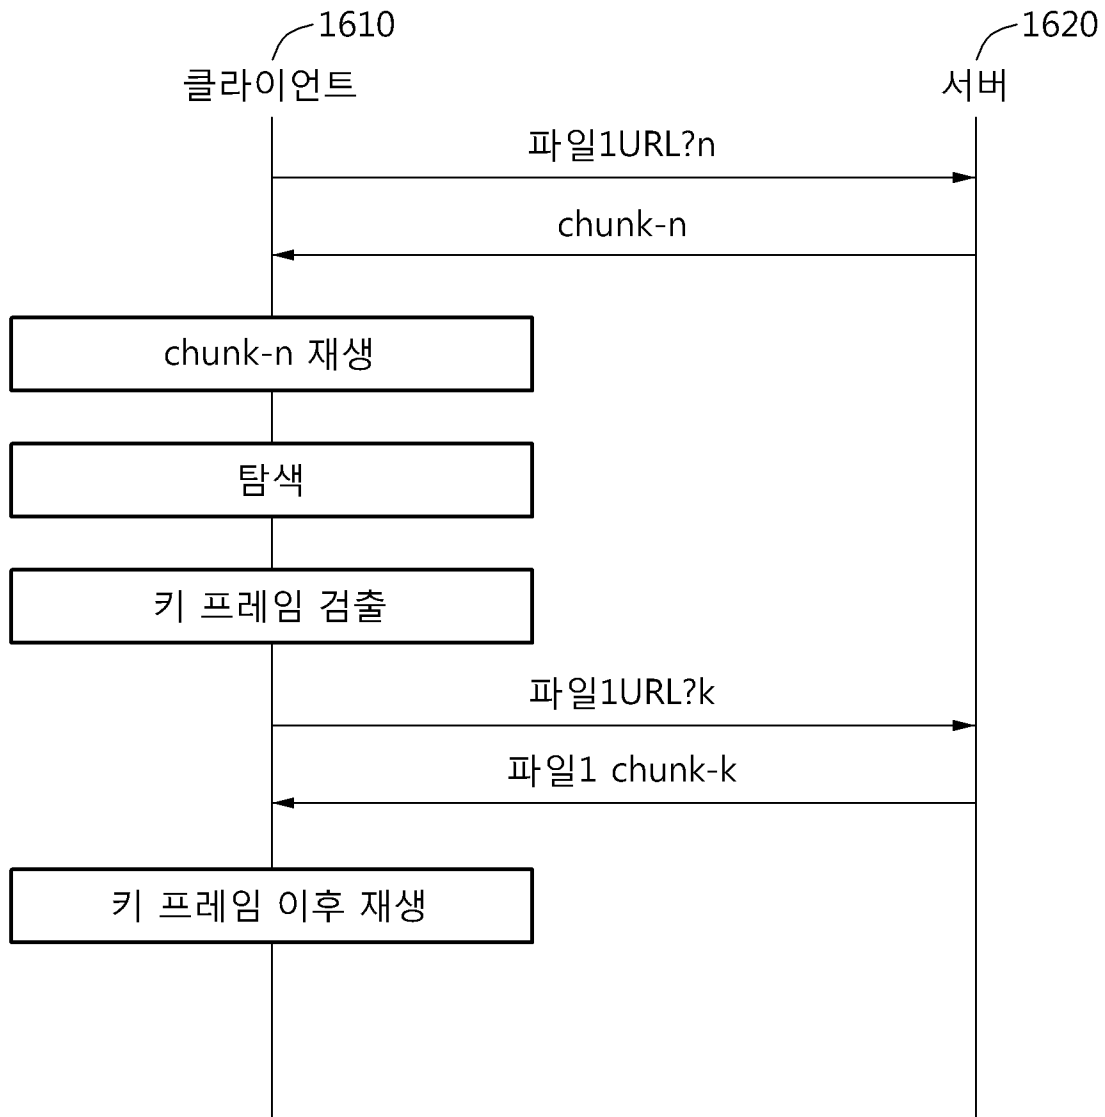 1610
1620
클라이언트
서버
파일1URL?n
chunk-n
chunk-n 재생
탐색
키 프레임 검출
파일1URL?k
파일1 chunk-k
키 프레임 이후 재생